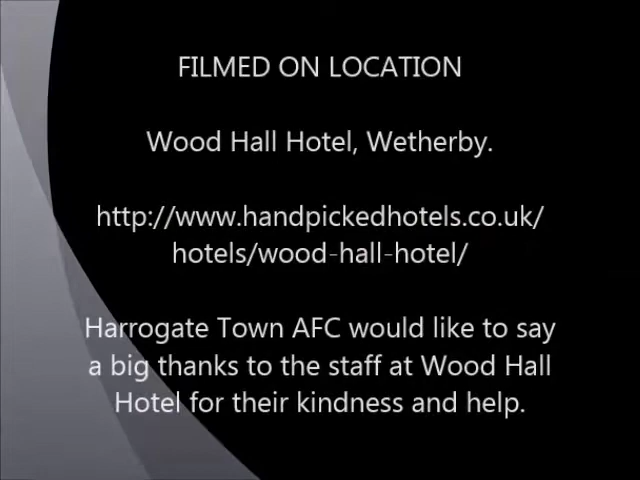 FILMED ON LOCATION
Wood Hall Hotel, Wetherby.
http://www.handpickedhotels.co.uk/
hotels/wood-hall-hotel/
Harrogate Town AFC would like to say
a big thanks to the staff at Wood Hall
Hotel for their kindness and help.